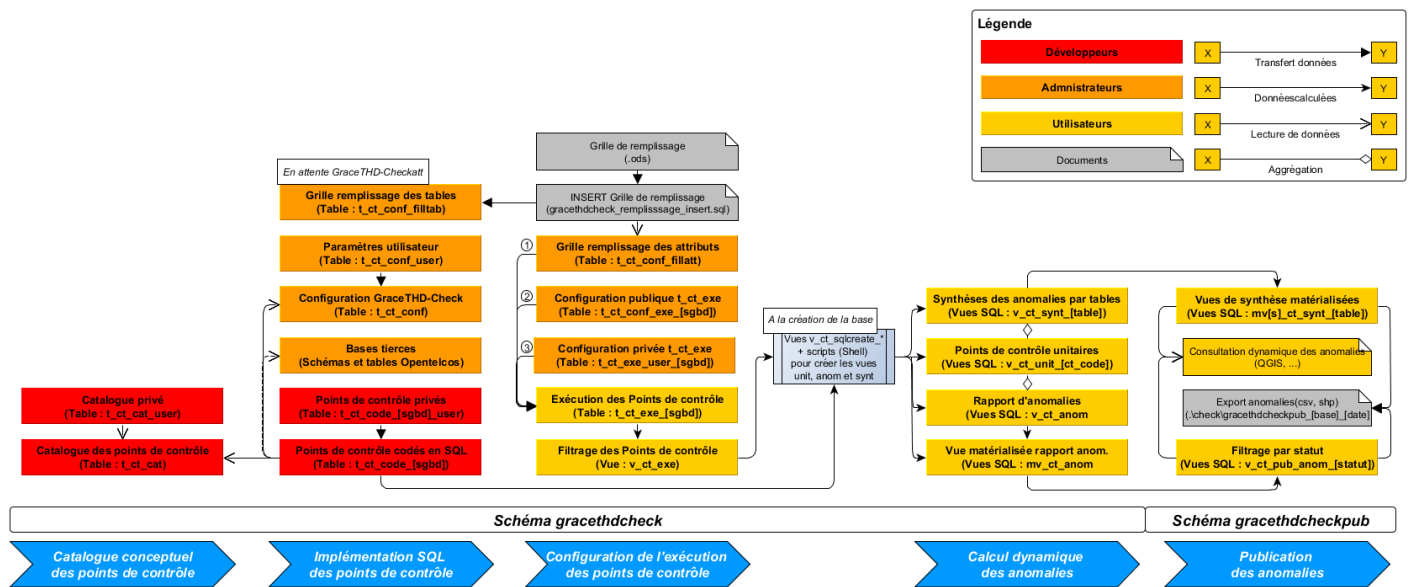 Légende
Développeurs
X
Transfert données
Y
Admnistrateurs
X
Donnéescalculées
Y
Utilisateurs
X
Lecture de données
Y
Documents
X
Aggrégation
Y
Grille de remplissage
(.ods)
En attente GraceTHD-Checkatt
Grille remplissage des tables
(Table : t_ct_conf_filltab)
INSERT Grille de remplissage
(gracethdcheck_remplisssage_insert.sql)
Paramètres utilisateur
(Table : t_ct_conf_user)
1
Grille remplissage des attributs
(Table : t_ct_conf_fillatt)
Configuration GraceTHD-Check
(Table : t_ct_conf)
2
Configuration publique t_ct_exe
(Table : t_ct_conf_exe_[sgbd])
Bases tierces
(Schémas et tables Opentelcos)
3
Configuration privée t_ct_exe
(Table : t_ct_exe_user_[sgbd])
Catalogue privé
(Table : t_ct_cat_user)
Points de contrôle privés
(Table : t_ct_code_[sgbd]_user)
Exécution des Points de contrôle
(Table : t_ct_exe_[sgbd])
Catalogue des points de contrôle
(Table : t_ct_cat)
Points de contrôle codés en SQL
(Table : t_ct_code_[sgbd])
Filtrage des Points de contrôle
(Vue : v_ct_exe)
A la création de la base
Vues v_ct_sqlcreate_*
+ scripts (Shell)
pour créer les vues
unit, anom et synt
Synthèses des anomalies par tables
(Vues SQL : v_ct_synt_[table])
Points de contrôle unitaires
(Vues SQL : v_ct_unit_[ct_code])
Rapport d'anomalies
(Vues SQL : v_ct_anom
Vue matérialisée rapport anom.
(Vues SQL : mv_ct_anom
Vues de synthèse matérialisées
(Vues SQL : mv[s]_ct_synt_[table])
Consultation dynamique des anomalies
(QGIS, ...)
Export anomalies(csv, shp)
(.\check\gracethdcheckpub_[base]_[date]
Filtrage par statut
(Vues SQL : v_ct_pub_anom_[statut])
Schéma gracethdcheck
Schéma gracethdcheckpub
Catalogue conceptuel
des points de contrôle
Implémentation SQL
des points de contrôle
Configuration de l'exécution
des points de contrôle
Calcul dynamique
des anomalies
Publication
des anomalies